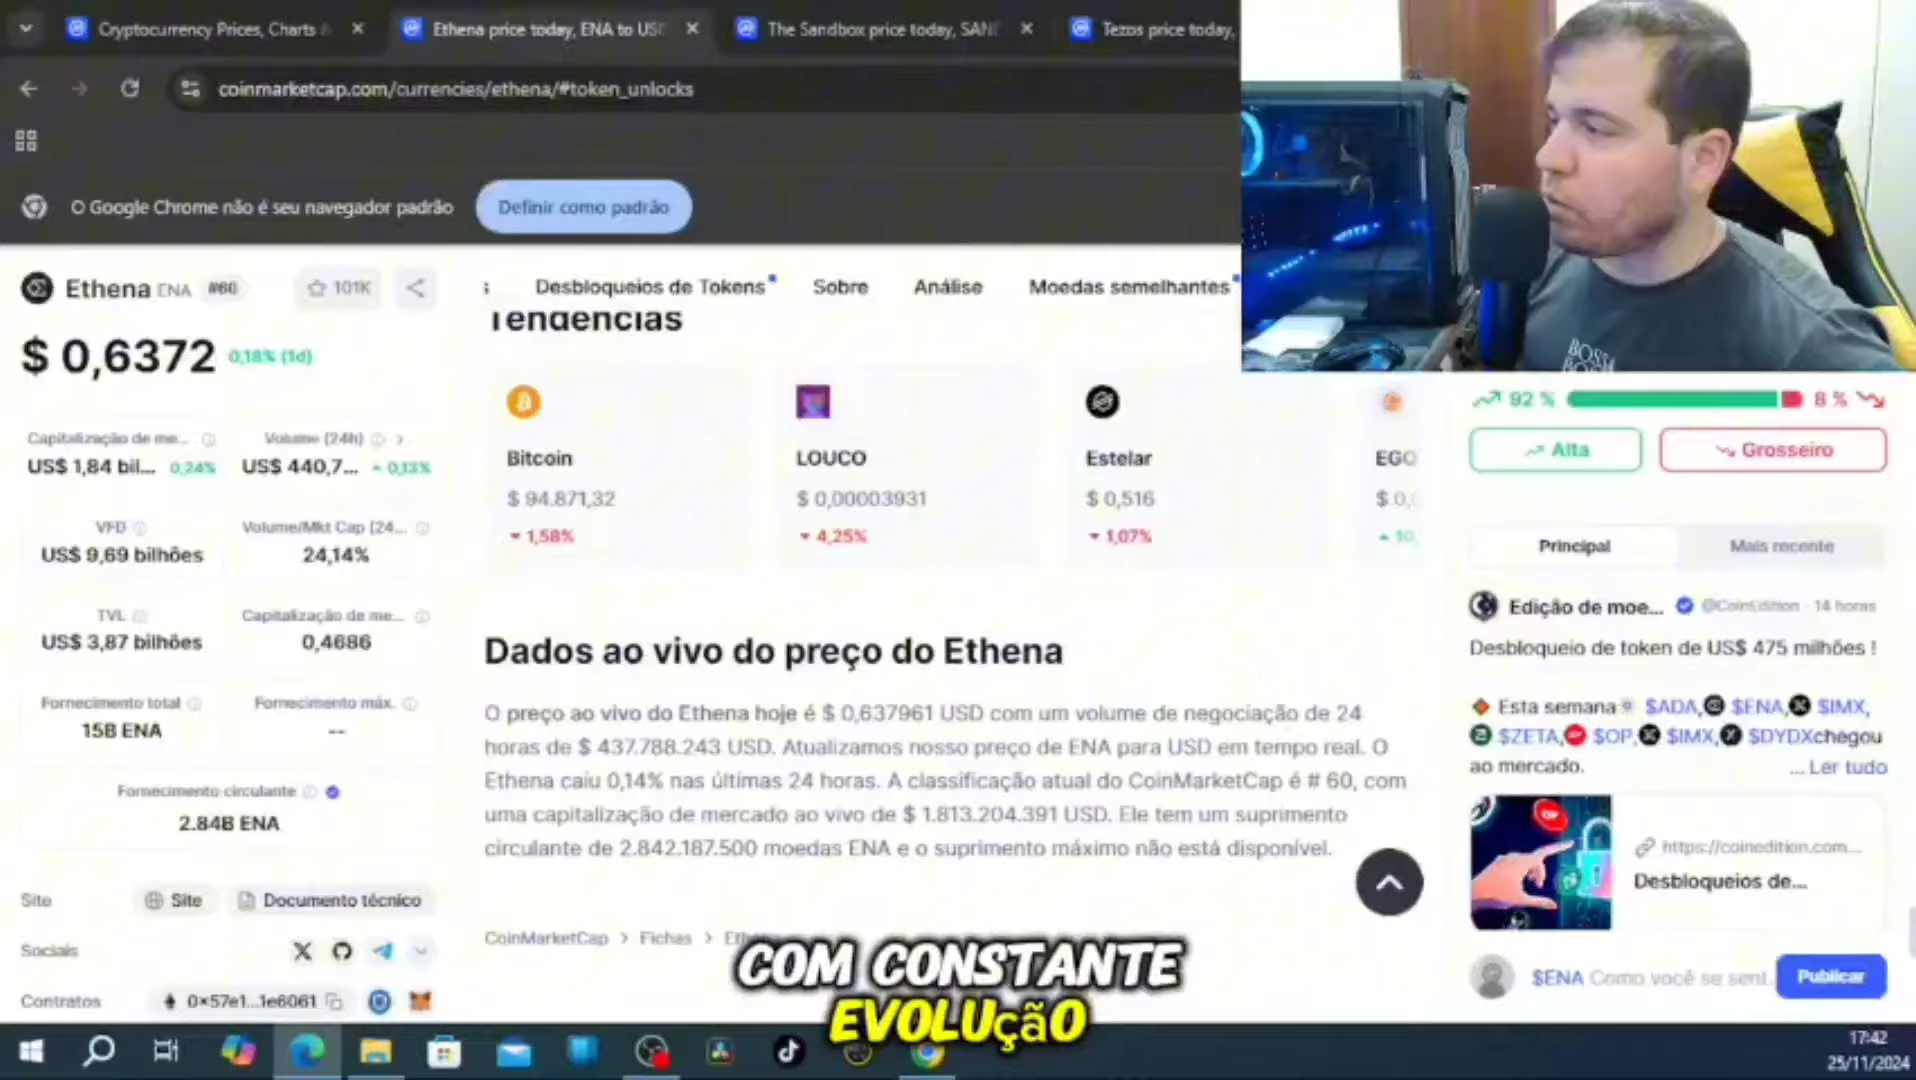 Cryptocurrency Prices, Charts
Ethena price today, ENA to USD
The Sandbox price today, SAND
Tezos price today,
coinmarketcap.com/currencies/ethena/#token_unlocks
O Google Chrome não é seu navegador padrão
Definir como padrão
Ethena ENA #60
101K
$ 0,6372 0,18% (1d)
Capitalização de me...
US$ 1,84 bil... 0,24%
Volume (24h)
US$ 440,7... 0,13%
VFD
US$ 9,69 bilhões
Volume/Mkt Cap (24...
24,14%
TVL
US$ 3,87 bilhões
Capitalização de me...
0,4686
Fornecimento total
15B ENA
Fornecimento máx.
--
Fornecimento circulante
2.84B ENA
Site
Site
Documento técnico
Sociais
Contratos
0x57e1...1e6061
s
Desbloqueios de Tokens
Sobre
Análise
Moedas semelhantes
Tendências
Bitcoin
$ 94.871,32
1,58%
LOUCO
$ 0,00003931
4,25%
Estelar
$ 0,516
1,07%
EGO
$ 0,0
10,
Dados ao vivo do preço do Ethena
O preço ao vivo do Ethena hoje é $ 0,637961 USD com um volume de negociação de 24
horas de $ 437.788.243 USD. Atualizamos nosso preço de ENA para USD em tempo real. O
Ethena caiu 0,14% nas últimas 24 horas. A classificação atual do CoinMarketCap é # 60, com
uma capitalização de mercado ao vivo de $ 1.813.204.391 USD. Ele tem um suprimento
circulante de 2.842.187.500 moedas ENA e o suprimento máximo não está disponível.
CoinMarketCap > Fichas >
BOSSA
92 %
8 %
Alta
Grosseiro
Principal
Mais recente
Edição de moe... @CoinEdition · 14 horas
Desbloqueio de token de US$ 475 milhões !
Esta semana $ADA, $ENA, $IMX,
$ZETA, $OP, $IMX, $DYDXchegou
ao mercado.
... Ler tudo
https://coinedition.com...
Desbloqueios de...
$ENA Como você se sent
Publicar
COM CONSTANTE
EVOLUÇÃO
17:42
25/11/2024